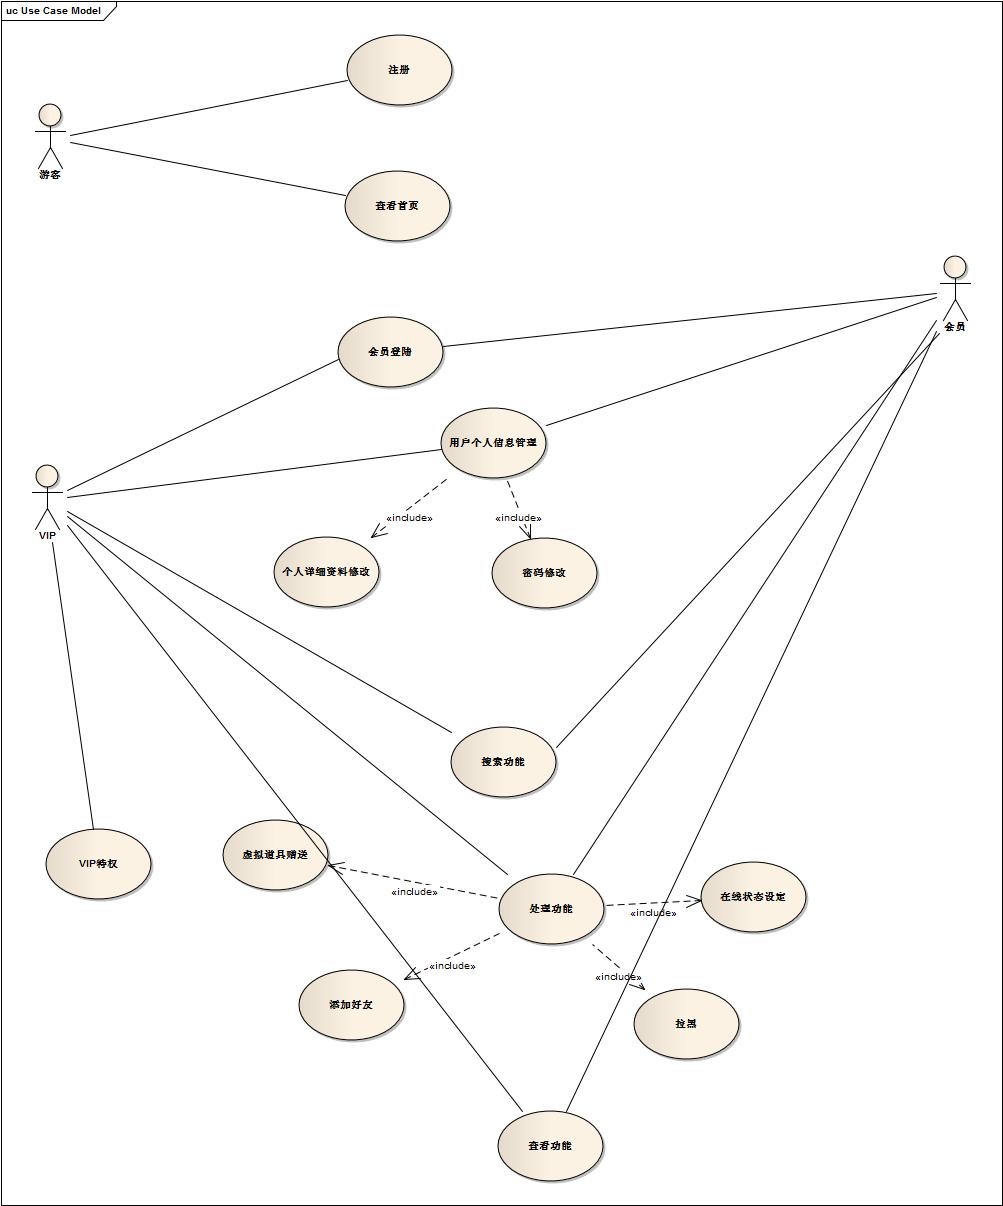 uc Use Case Model
注册
游客
查看首页
会员
会员登陆
用户个人信息管理
VIP
«include»
«include»
个人详细资料修改
密码修改
搜索功能
VIP特权
虚拟道具赠送
«include»
处理功能
在线状态设定
«include»
«include»
«include»
添加好友
拉黑
查看功能